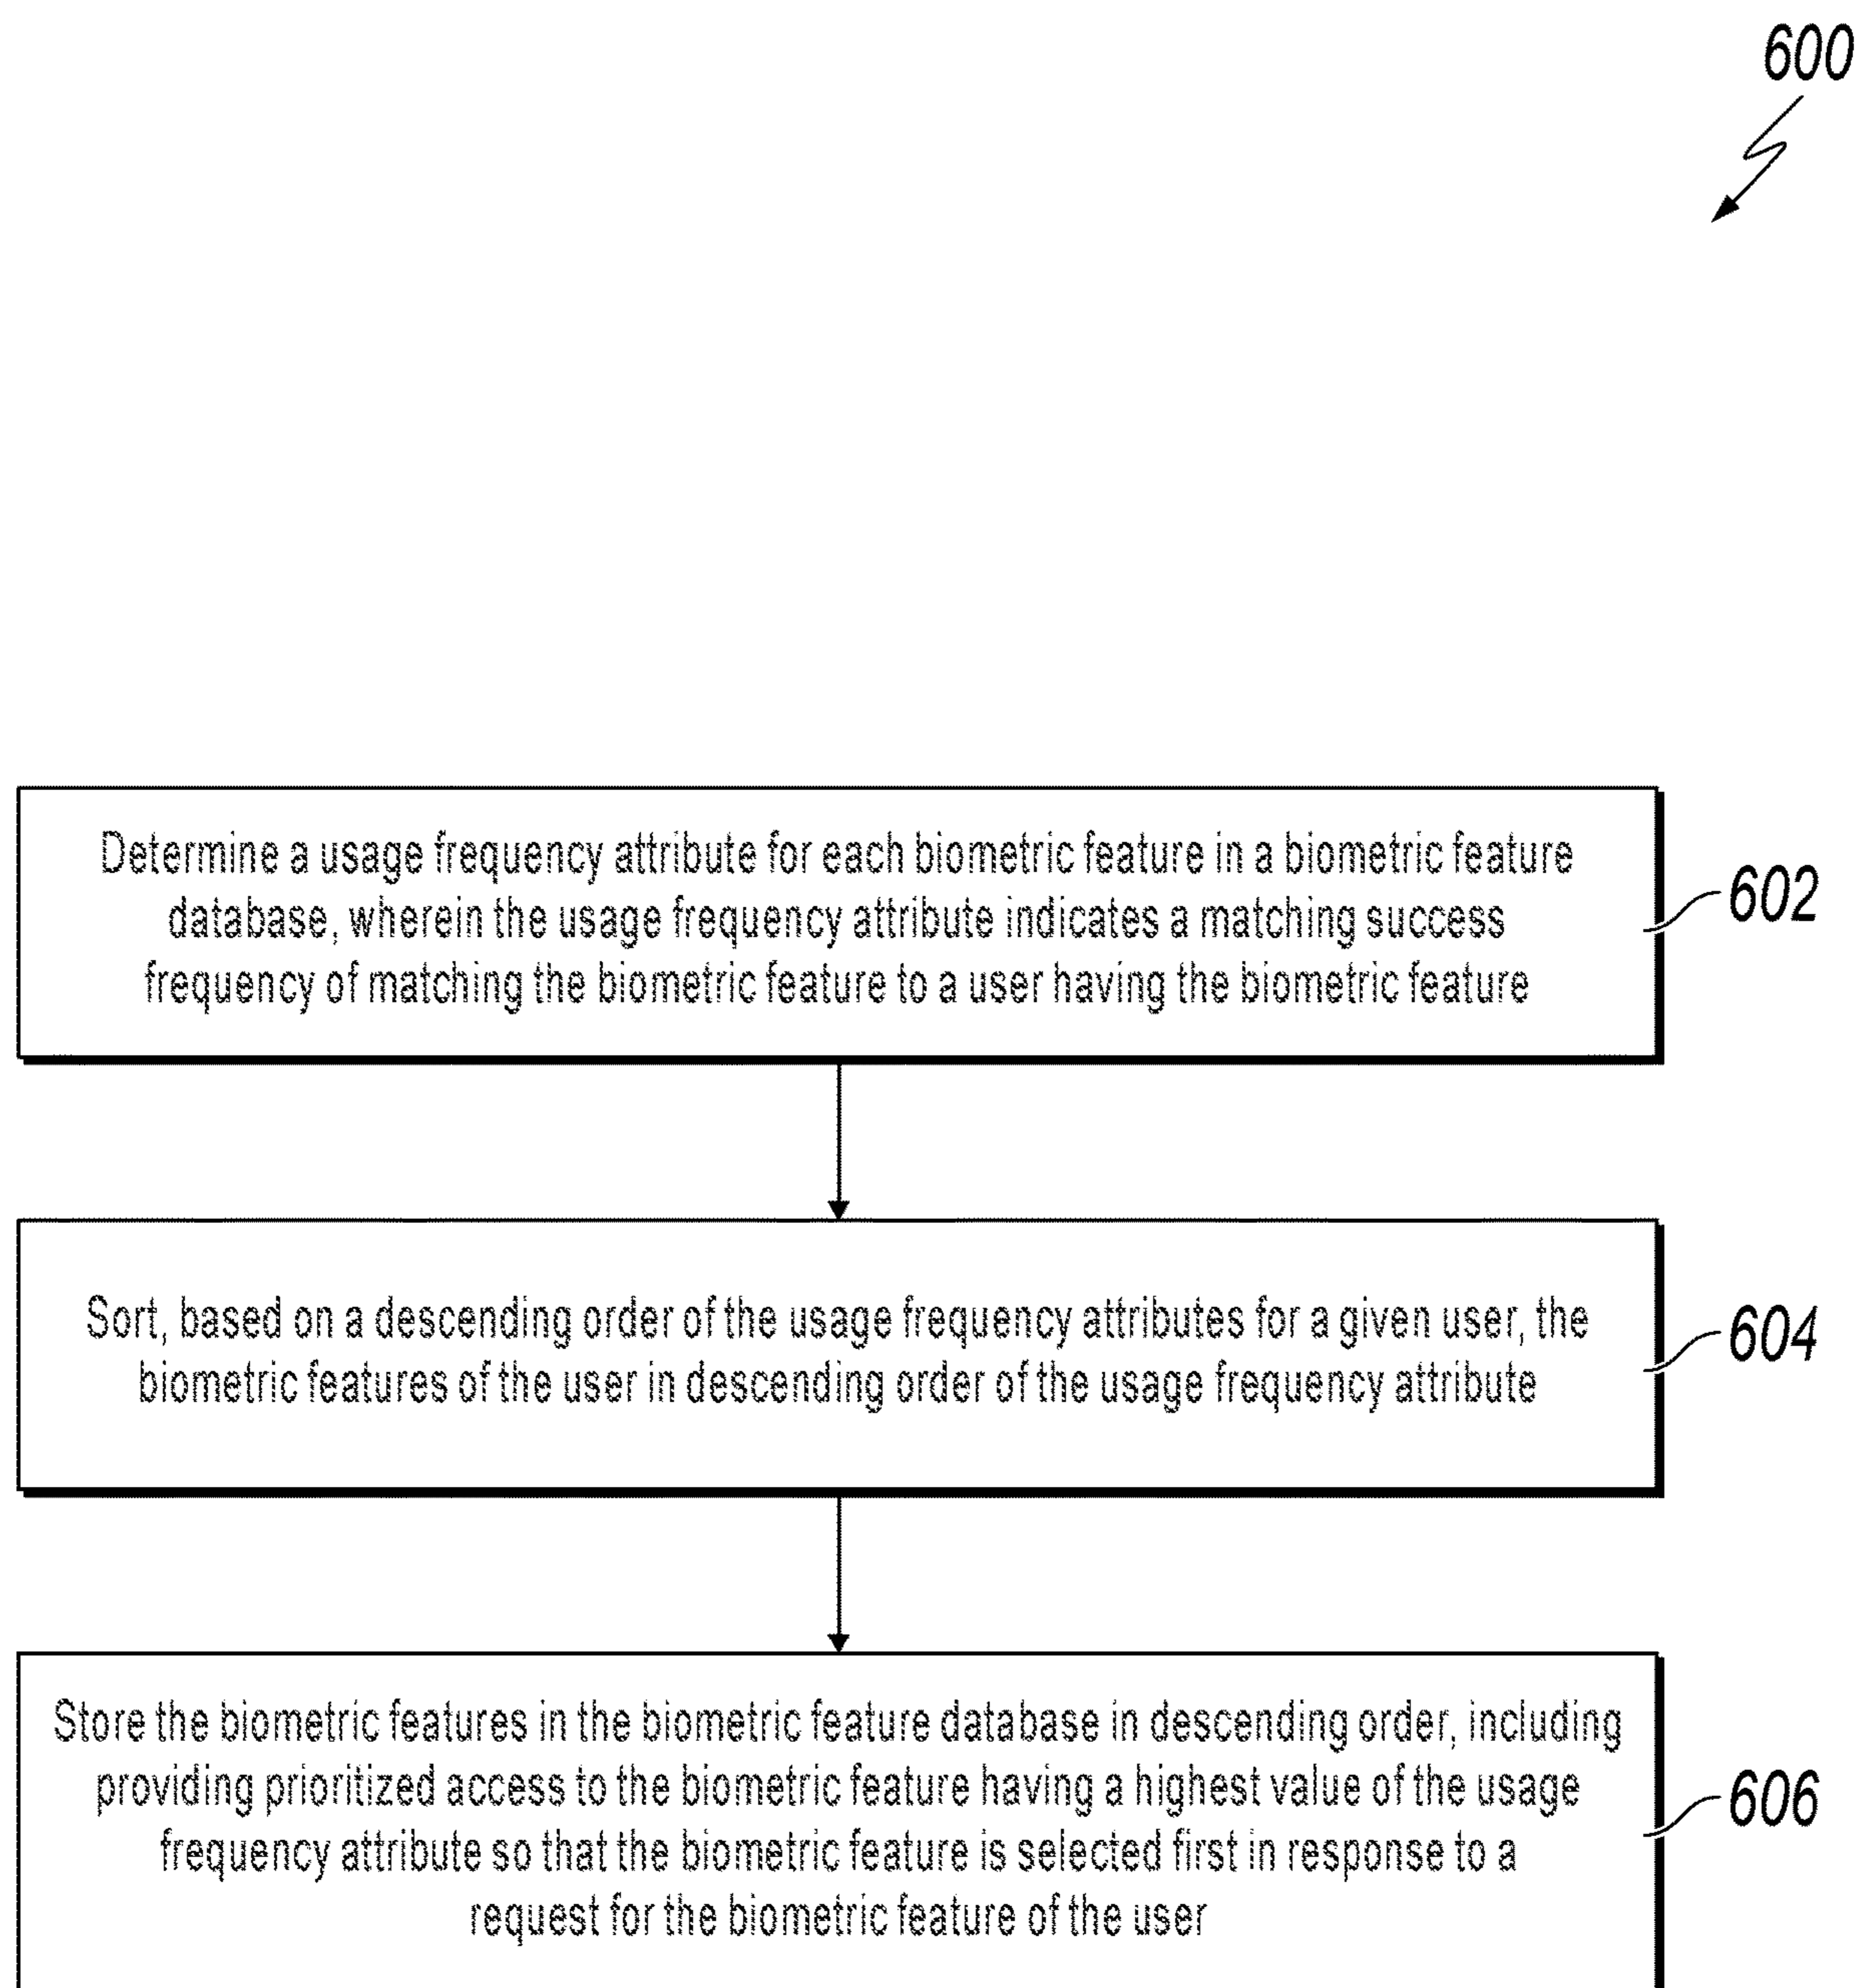 600
Determine a usage frequency attribute for each biometric feature in a biometric feature
database, wherein the usage frequency attribute indicates a matching success
frequency of matching the biometric feature to a user having the biometric feature
602
Sort, based on a descending order of the usage frequency attributes for a given user, the
biometric features of the user in descending order of the usage frequency attribute
604
Store the biometric features in the biometric feature database in descending order, including
providing prioritized access to the biometric feature having a highest value of the usage
frequency attribute so that the biometric feature is selected first in response to a
request for the biometric feature of the user
606